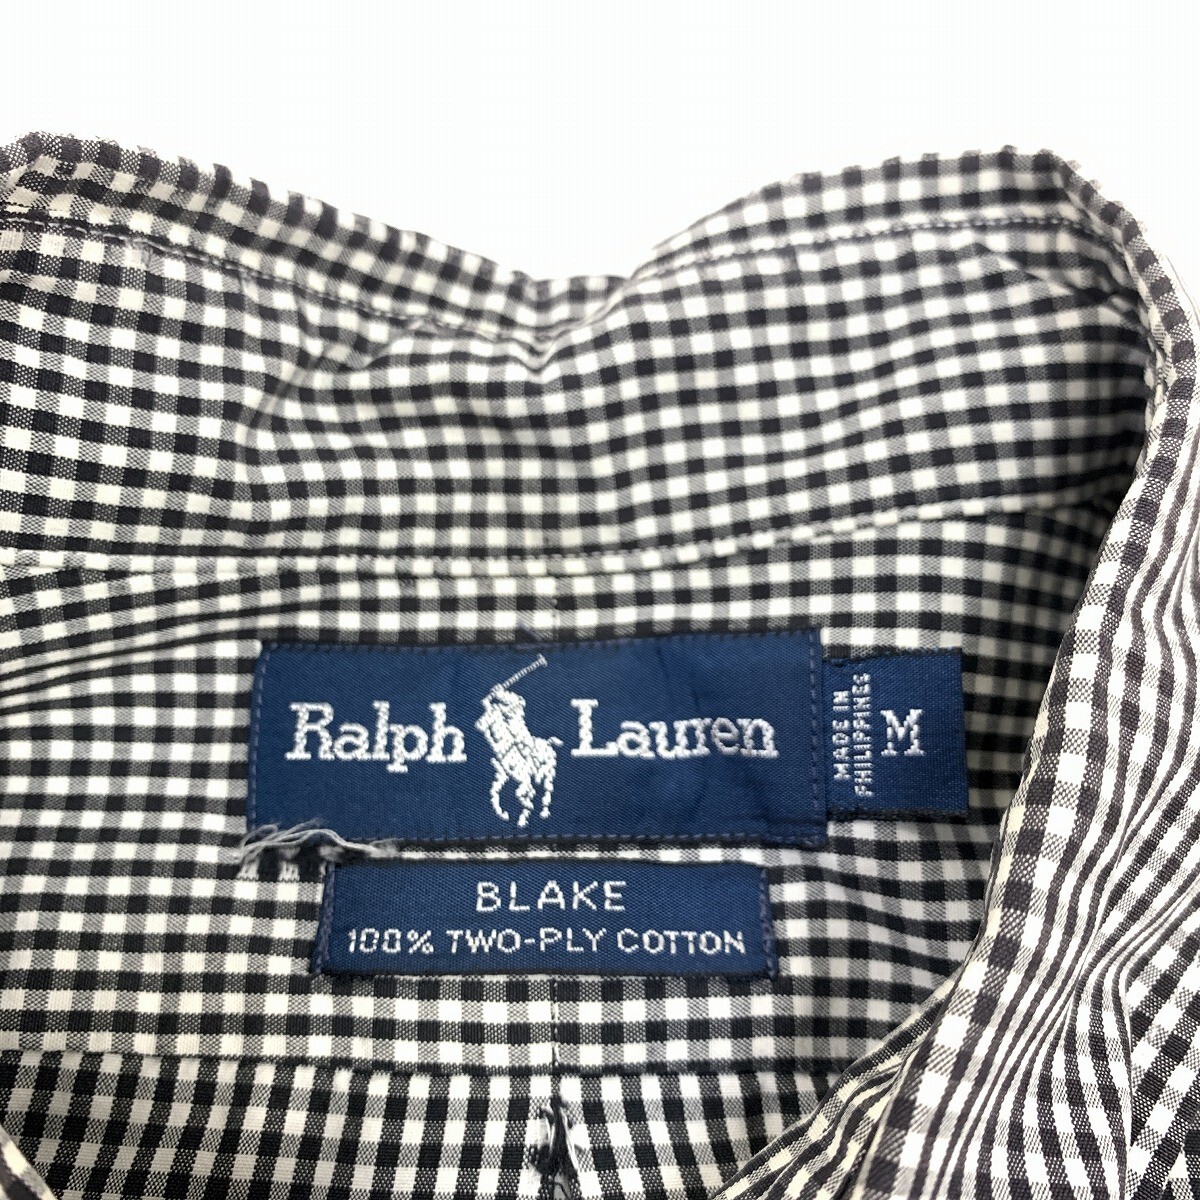 Ralph Lauren
MADE IN
PHILIPPINES
M
BLAKE
100% TWO-PLY COTTON